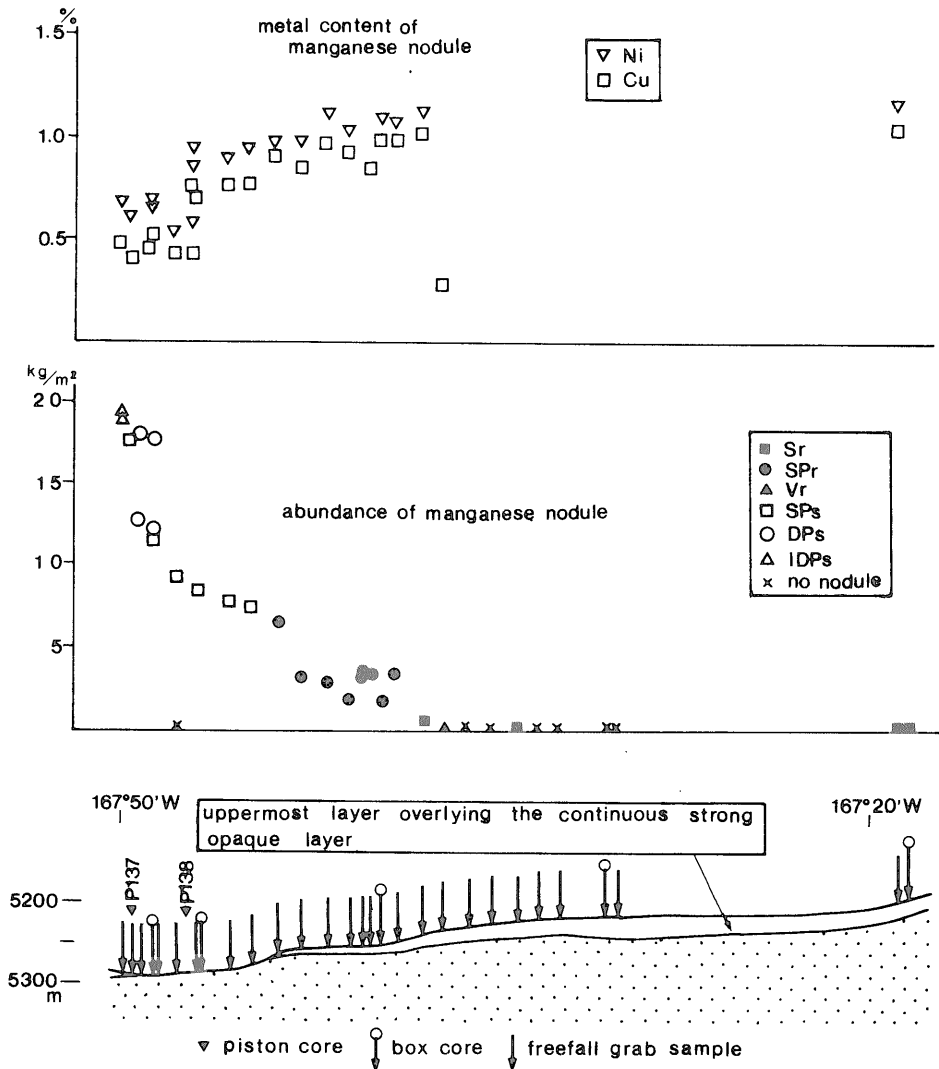 %
1.5
metal content of
manganese nodule
▽ Ni
□ Cu
1.0
0.5
kg/m²
20
15
abundance of manganese nodule
10
5
Sr
SPr
Vr
SPs
DPs
IDPs
no nodule
167°50'W
167°20'W
uppermost layer overlying the continuous strong
opaque layer
P137
P138
5200
5300
m
piston core
box core
freefall grab sample